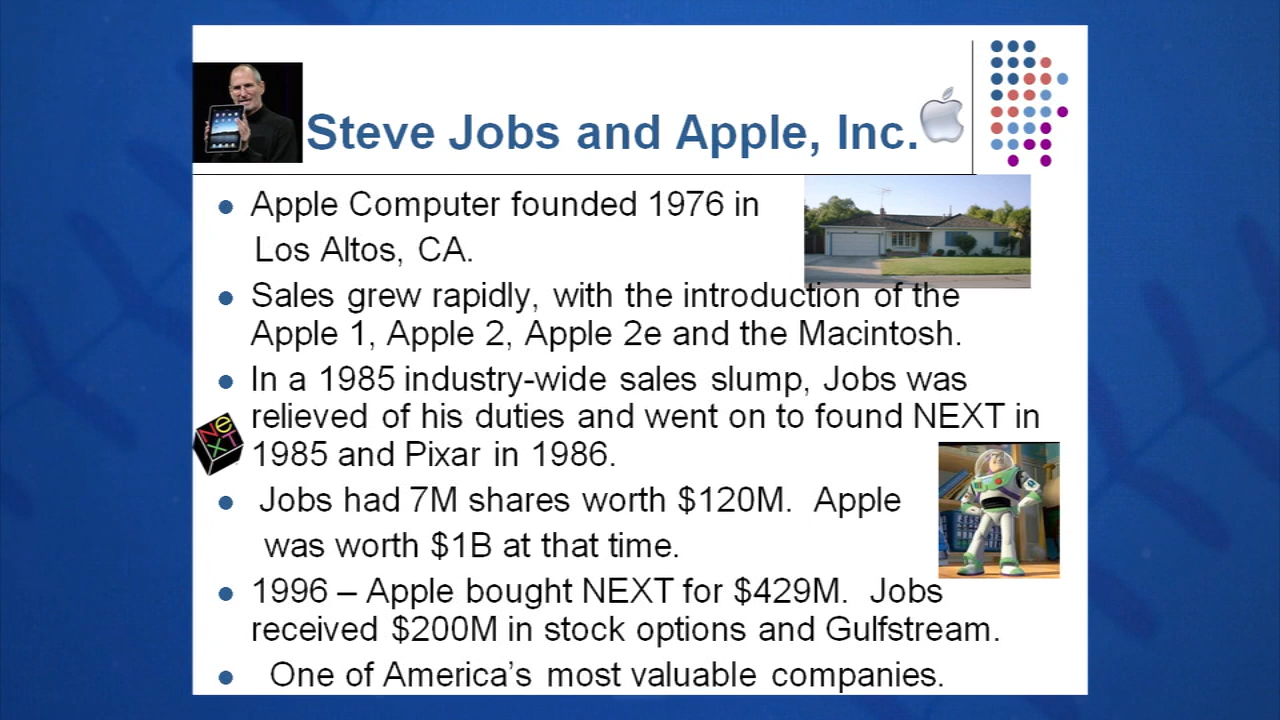 Steve Jobs and Apple, Inc.
Apple Computer founded 1976 in
Los Altos, CA.
Sales grew rapidly, with the introduction of the
Apple 1, Apple 2, Apple 2e and the Macintosh.
In a 1985 industry-wide sales slump, Jobs was
relieved of his duties and went on to found NEXT in
NeXT
1985 and Pixar in 1986.
Jobs had 7M shares worth $120M. Apple
was worth $1B at that time.
1996 – Apple bought NEXT for $429M. Jobs
received $200M in stock options and Gulfstream.
One of America’s most valuable companies.